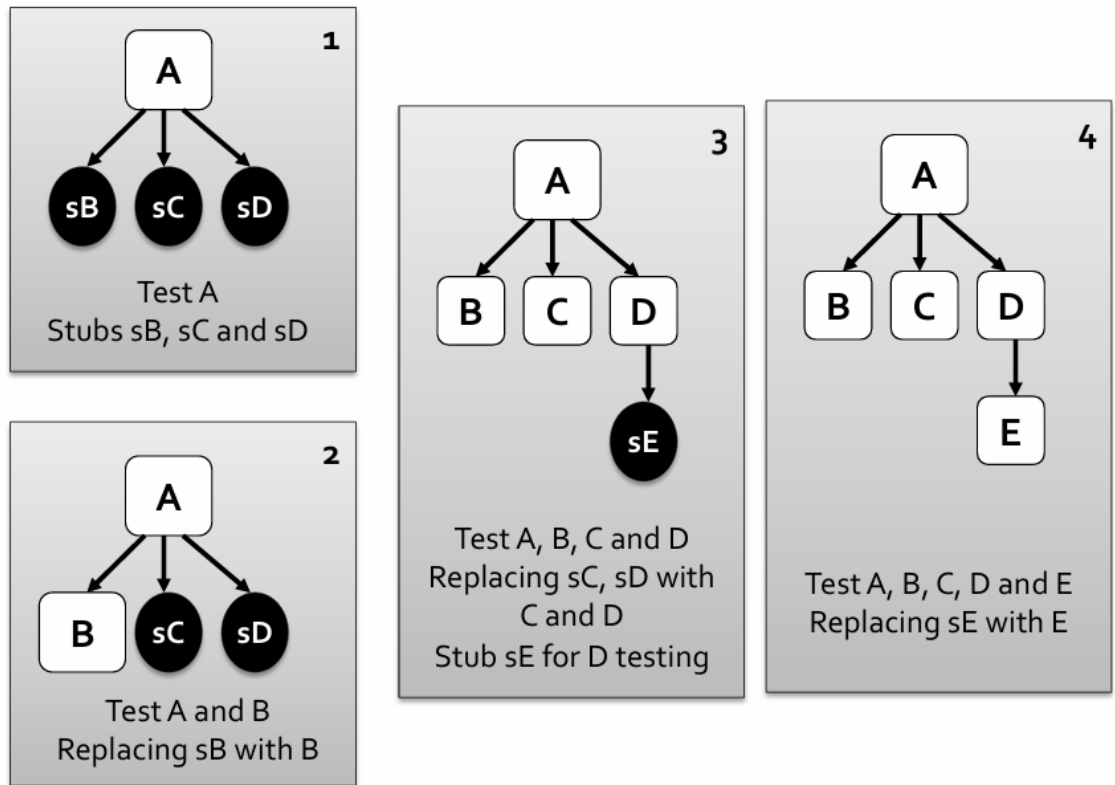 1
A
sB sC sD
Test A
Stubs sB, sC and sD
2
A
B sC sD
Test A and B
Replacing sB with B
3
A
B C D
sE
Test A, B, C and D
Replacing sC, sD with
C and D
Stub sE for D testing
4
A
B C D
E
Test A, B, C, D and E
Replacing sE with E